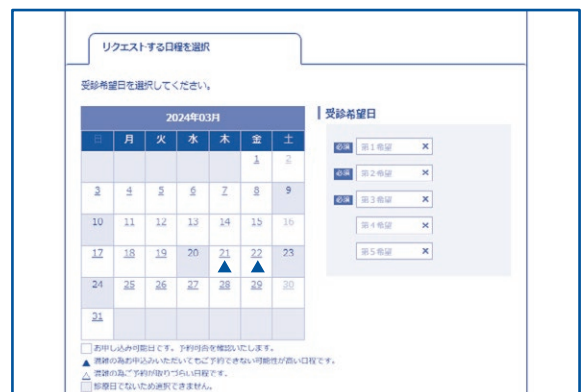 リクエストする日程を選択
受診希望日を選択してください。
2024年03月
日 月 火 水 木 金 土
1 2
3 4 5 6 7 8 9
10 11 12 13 14 15 16
17 18 19 20 21 22 23
▲ ▲
24 25 26 27 28 29 30
31
お申し込み可能日です。予約可否を確認いたします。
▲ 混雑の為お申込みいただいてもご予約できない可能性が高い日程です。
△ 混雑の為ご予約が取りづらい日程です。
診療日でないため選択できません。
受診希望日
必須 第1希望 ×
必須 第2希望 ×
必須 第3希望 ×
第4希望 ×
第5希望 ×